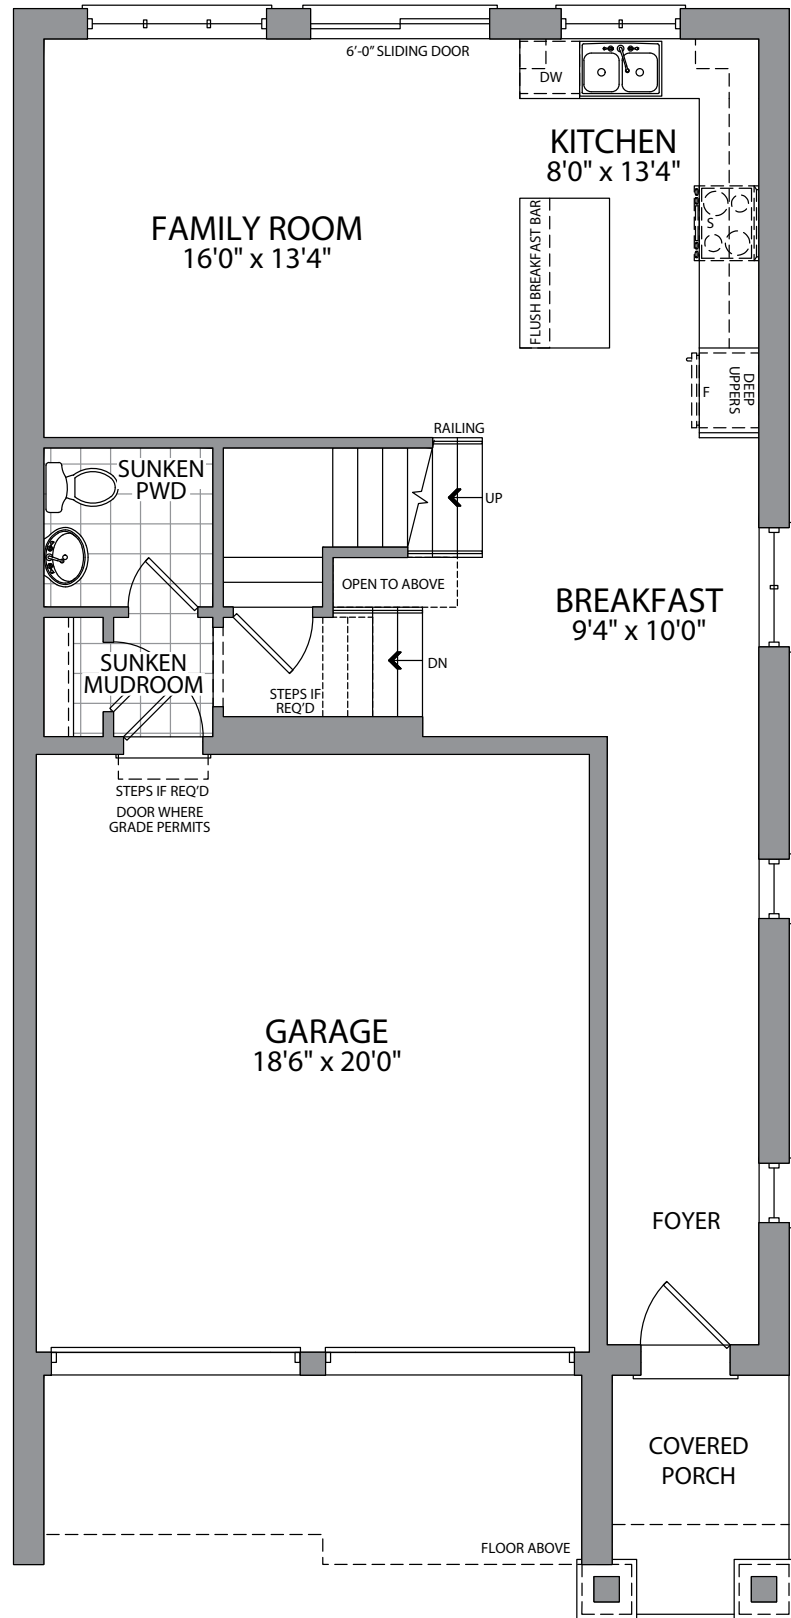 6'-0" SLIDING DOOR
DW
KITCHEN
8'0" x 13'4"
FAMILY ROOM
16'0" x 13'4"
FLUSH BREAKFAST BAR
S
F
DEEP
UPPERS
RAILING
SUNKEN
PWD
UP
OPEN TO ABOVE
BREAKFAST
9'4" x 10'0"
SUNKEN
MUDROOM
DN
STEPS IF
REQ'D
STEPS IF REQ'D
DOOR WHERE
GRADE PERMITS
GARAGE
18'6" x 20'0"
FOYER
COVERED
PORCH
FLOOR ABOVE